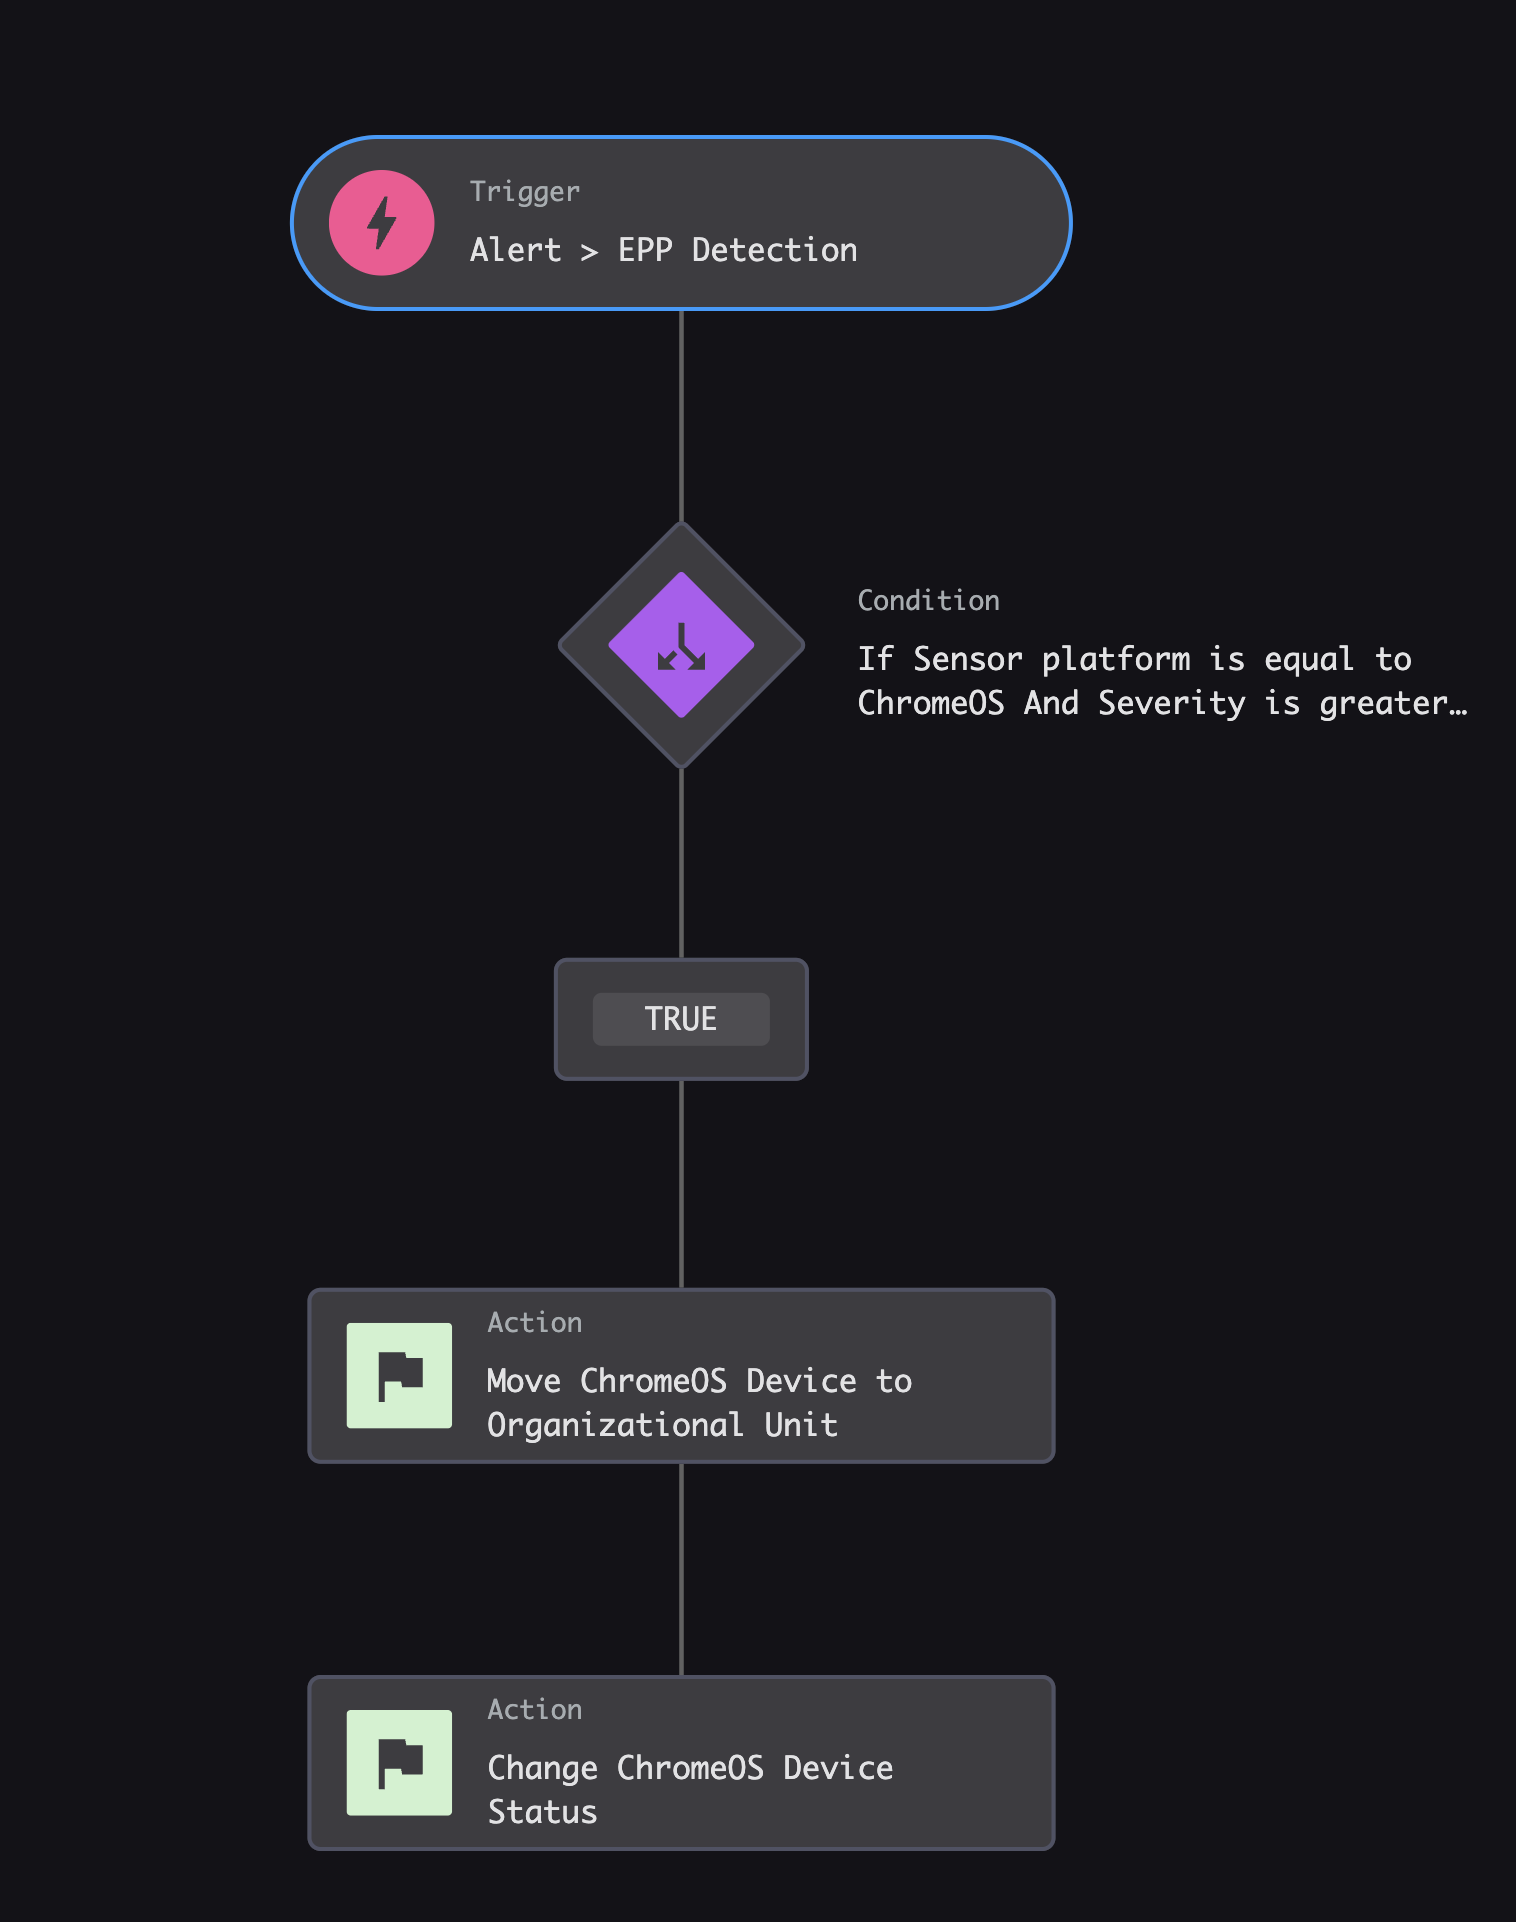 Trigger
Alert > EPP Detection
Condition
If Sensor platform is equal to
ChromeOS And Severity is greater…
TRUE
Action
Move ChromeOS Device to
Organizational Unit
Action
Change ChromeOS Device
Status